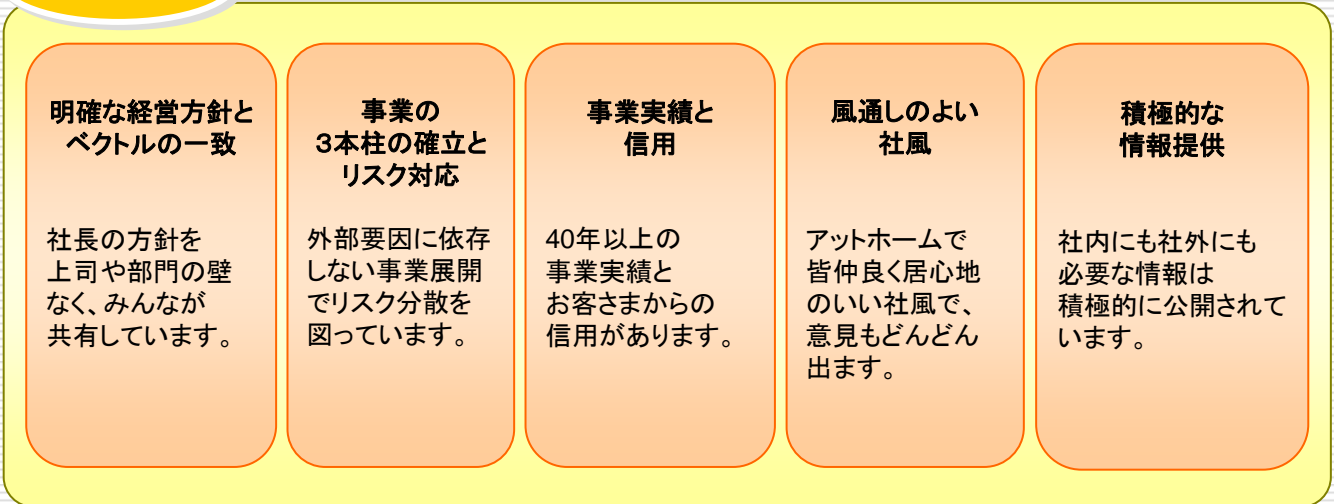 明確な経営方針と
ベクトルの一致
社長の方針を
上司や部門の壁
なく、みんなが
共有しています。
事業の
３本柱の確立と
リスク対応
外部要因に依存
しない事業展開
でリスク分散を
図っています。
事業実績と
信用
40年以上の
事業実績と
お客さまからの
信用があります。
風通しのよい
社風
アットホームで
皆仲良く居心地
のいい社風で、
意見もどんどん
出ます。
積極的な
情報提供
社内にも社外にも
必要な情報は
積極的に公開されて
います。